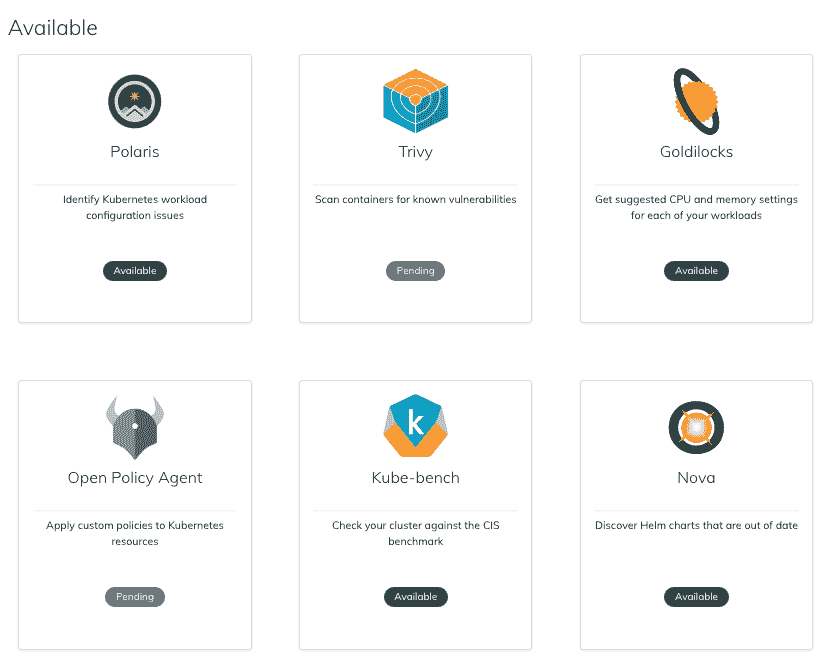 Available
Polaris
Identify Kubernetes workload
configuration issues
Available
Trivy
Scan containers for known vulnerabilities
Pending
Goldilocks
Get suggested CPU and memory settings
for each of your workloads
Available
Open Policy Agent
Apply custom policies to Kubernetes
resources
Pending
k
Kube-bench
Check your cluster against the CIS
benchmark
Available
Nova
Discover Helm charts that are out of date
Available